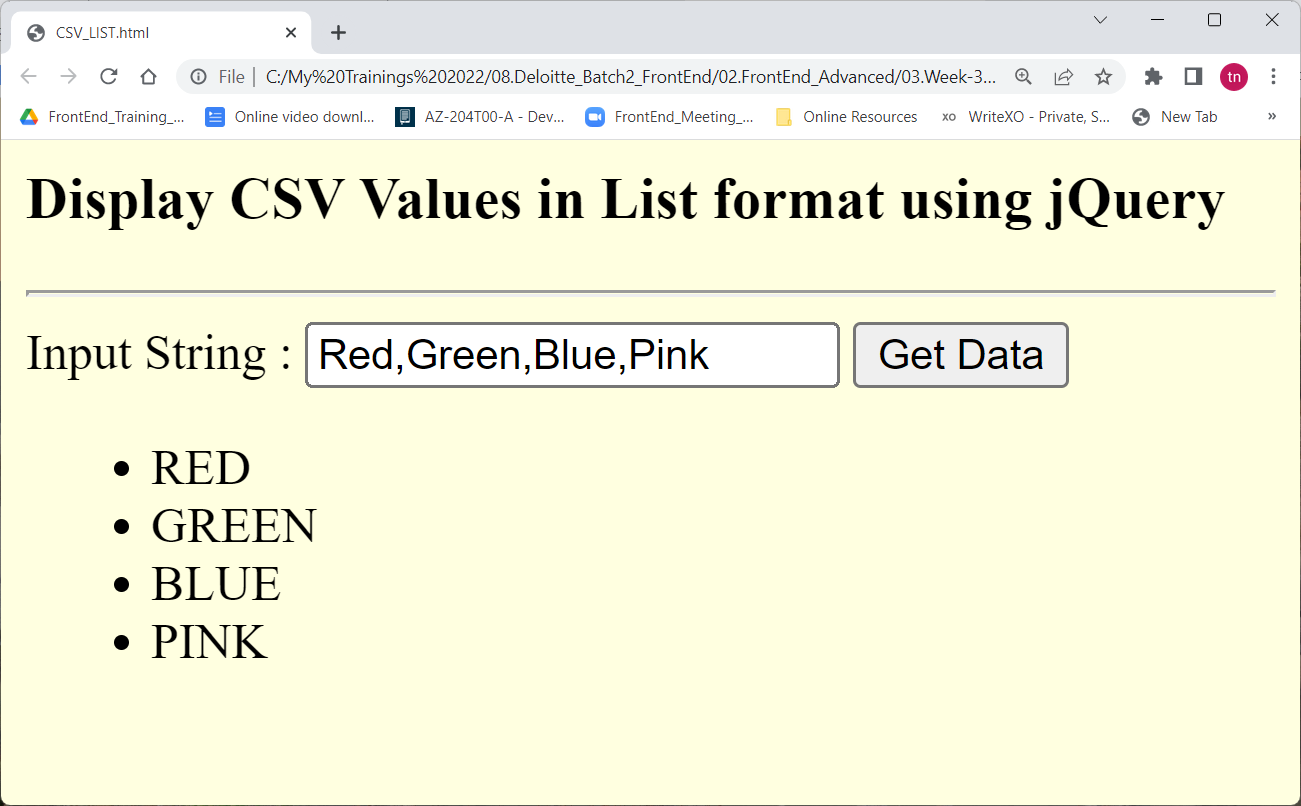 CSV_LIST.html
File | C:/My%20Trainings%202022/08.Deloitte_Batch2_FrontEnd/02.FrontEnd_Advanced/03.Week-3... tn
FrontEnd_Training_... Online video downl... AZ-204T00-A - Dev... FrontEnd_Meeting_... Online Resources XO WriteXO - Private, S... New Tab »
Display CSV Values in List format using jQuery
Input String : Red,Green,Blue,Pink Get Data
• RED
• GREEN
• BLUE
• PINK